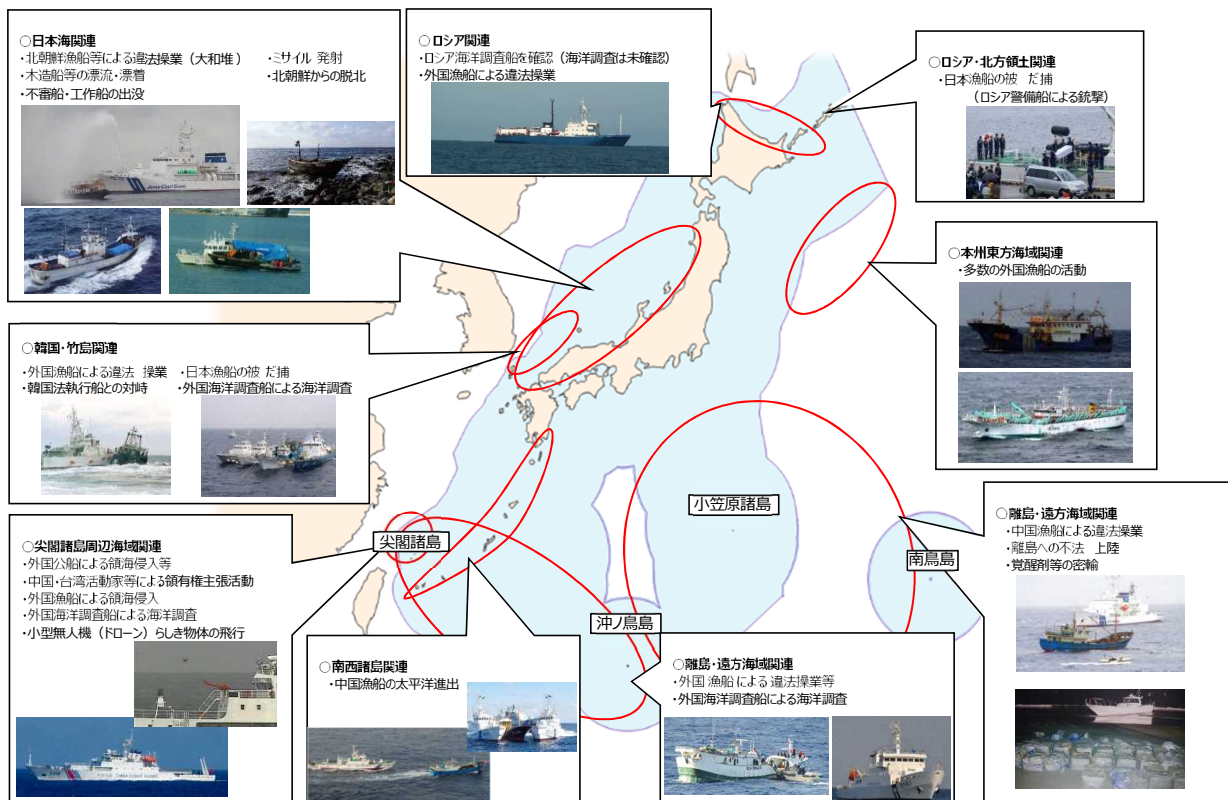 ○日本海関連
・北朝鮮漁船等による違法操業（大和堆）
・木造船等の漂流・漂着
・不審船・工作船の出没
・ミサイル 発射
・北朝鮮からの脱北
JAPAN COAST GUARD
○ ロシア関連
・ロシア海洋調査船を確認（海洋調査は未確認）
・外国漁船による違法操業
○ロシア・北方領土関連
・日本漁船の被 だ捕
（ロシア警備船による銃撃）
○本州東方海域関連
・多数の外国漁船の活動
○韓国・竹島関連
・外国漁船による違法 操業
・韓国法執行船との対峙
・日本漁船の被 だ捕
・外国海洋調査船による海洋調査
○尖閣諸島周辺海域関連
・外国公船による領海侵入等
・中国・台湾活動家等による領有権主張活動
・外国漁船による領海侵入
・外国海洋調査船による海洋調査
・小型無人機（ドローン）らしき物体の飛行
CHINA COAST GUARD
尖閣諸島
小笠原諸島
南鳥島
沖ノ鳥島
○南西諸島関連
・中国漁船の太平洋進出
○離島・遠方海域関連
・外国 漁船 による 違法操業等
・外国海洋調査船による海洋調査
○離島・遠方海域関連
・中国漁船による違法操業
・離島への不法 上陸
・覚醒剤等の密輸